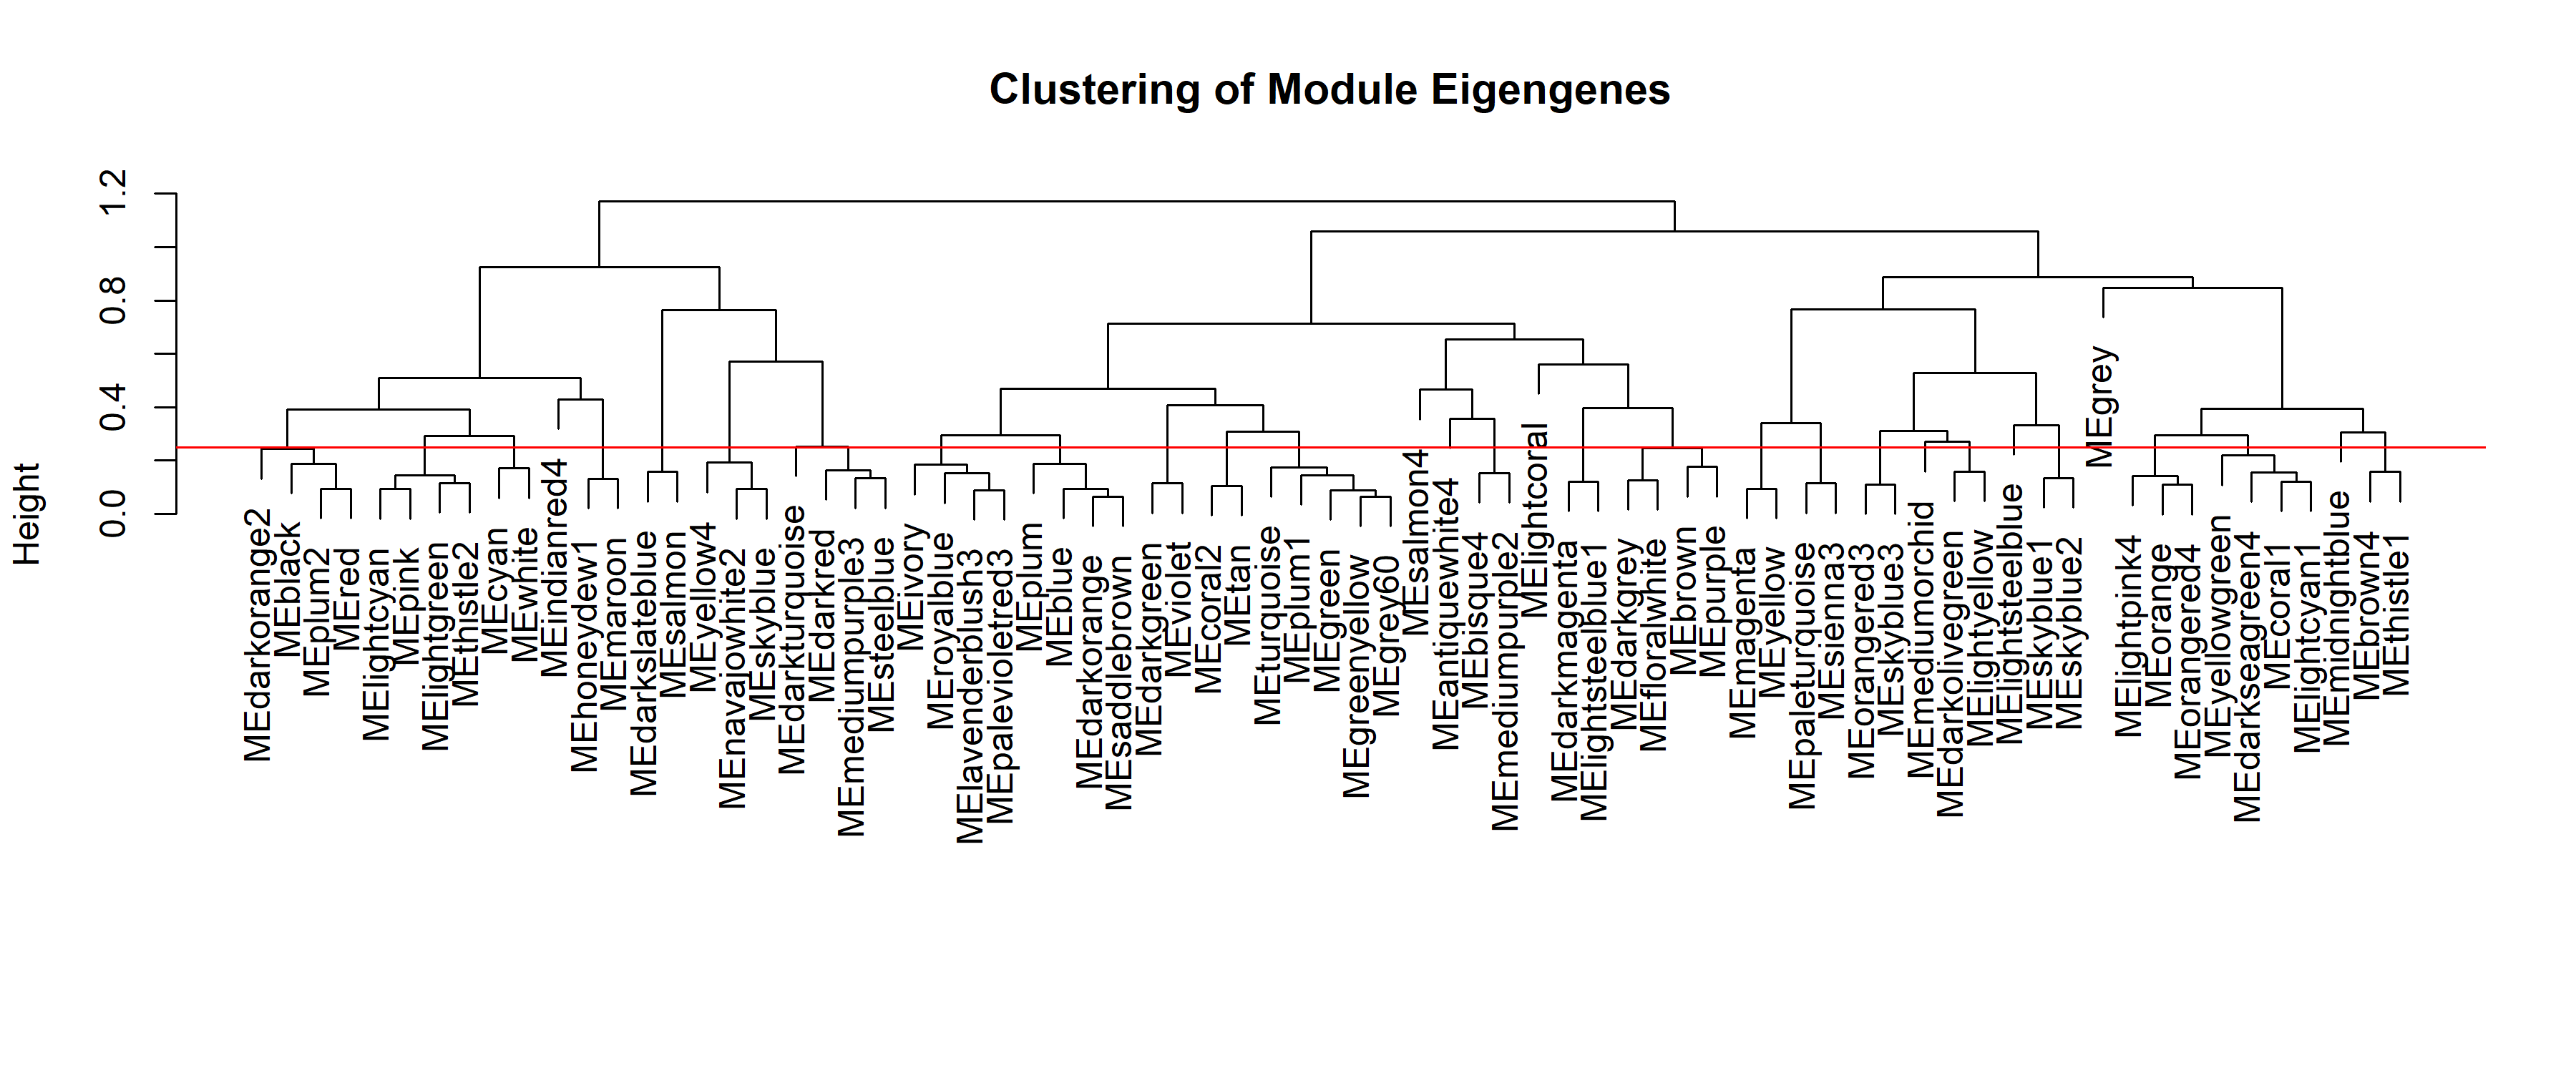 Clustering of Module Eigengenes
Height
1.2
0.8
0.4
0.0
MEdarkorange2
MEblack
MEplum2
MEred
MElightcyan
MEpink
MElightgreen
MEthistle2
MEcyan
MEwhite
MEindianred4
MEhoneydew1
MEmaroon
MEdarkslateblue
MEsalmon
MEyellow4
MEnavajowhite2
MEskyblue
MEdarkturquoise
MEdarkred
MEmediumpurple3
MEsteelblue
MEivory
MEroyalblue
MElavenderblush3
MEpalevioletred3
MEplum
MEblue
MEdarkorange
MEsaddlebrown
MEdarkgreen
MEviolet
MEcoral2
MEtan
MEturquoise
MEplum1
MEgreen
MEgreenyellow
MEgrey60
MEsalmon4
MEantiquewhite4
MEbisque4
MEmediumpurple2
MElightcoral
MEdarkmagenta
MElightsteelblue1
MEdarkgrey
MEfloralwhite
MEbrown
MEpurple
MEmagenta
MEyellow
MEpaleturquoise
MEsienna3
MEorangered3
MEskyblue3
MEmediumorchid
MEdarkolivegreen
MElightyellow
MElightsteelblue
MEskyblue1
MEskyblue2
MEgrey
MElightpink4
MEorange
MEorangered4
MEyellowgreen
MEdarkseagreen4
MEcoral1
MElightcyan1
MEmidnightblue
MEbrown4
MEthistle1